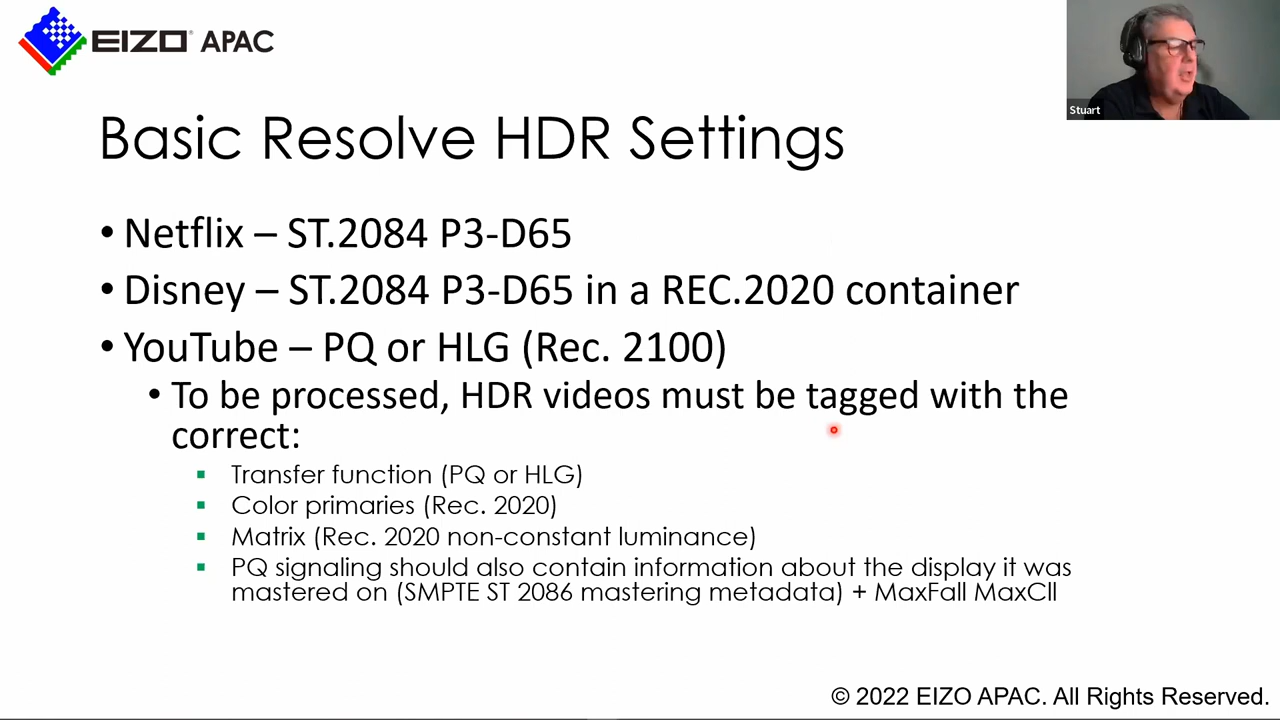 EIZO APAC
Stuart
Basic Resolve HDR Settings
• Netflix – ST.2084 P3-D65
• Disney – ST.2084 P3-D65 in a REC.2020 container
• YouTube – PQ or HLG (Rec. 2100)
• To be processed, HDR videos must be tagged with the
correct:
▪ Transfer function (PQ or HLG)
▪ Color primaries (Rec. 2020)
▪ Matrix (Rec. 2020 non-constant luminance)
▪ PQ signaling should also contain information about the display it was
mastered on (SMPTE ST 2086 mastering metadata) + MaxFall MaxCll
© 2022 EIZO APAC. All Rights Reserved.